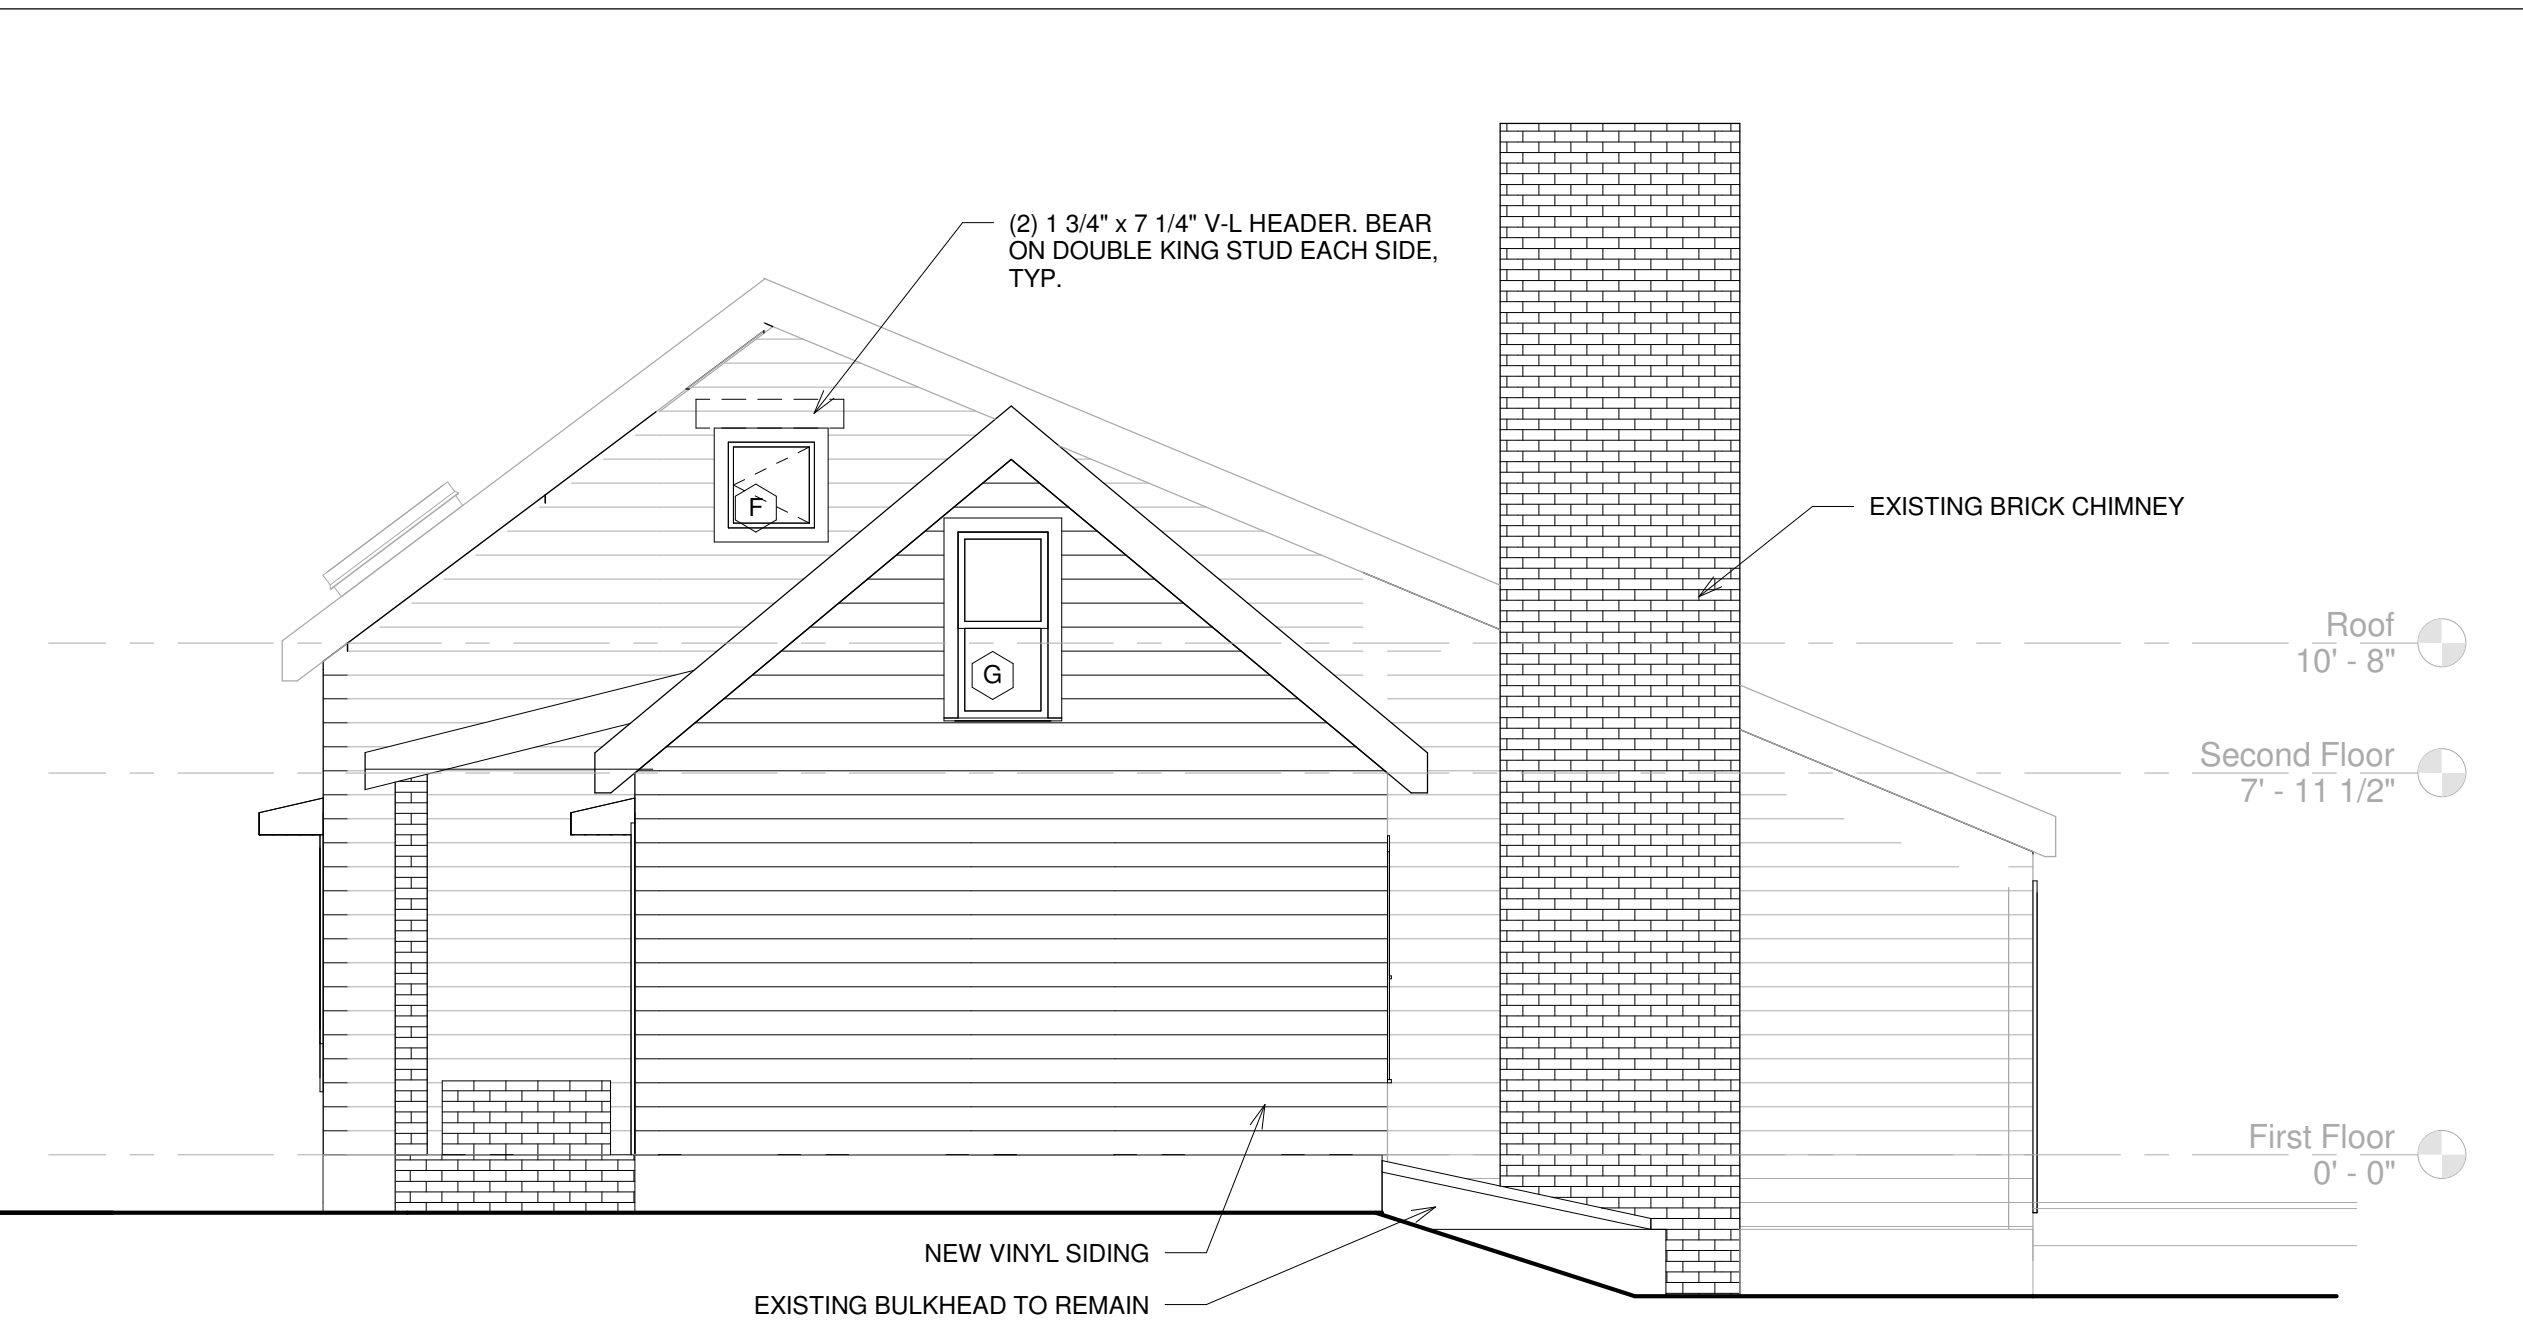 (2) 1 3/4" x 7 1/4" V-L HEADER. BEAR
ON DOUBLE KING STUD EACH SIDE,
TYP.
F
EXISTING BRICK CHIMNEY
G
Roof
10' - 8"
Second Floor
7' - 11 1/2"
First Floor
0' - 0"
NEW VINYL SIDING
EXISTING BULKHEAD TO REMAIN